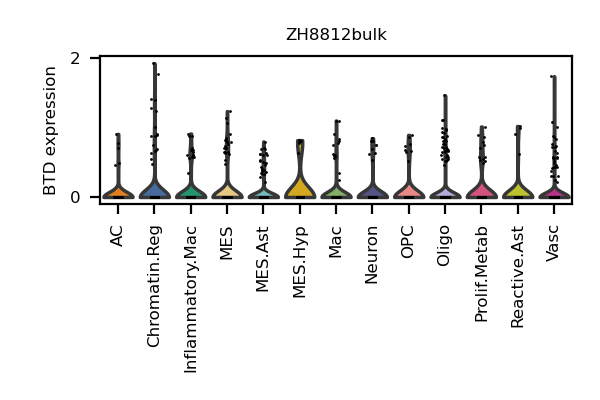 ZH8812bulk
BTD expression
2
0
AC
Chromatin.Reg
Inflammatory.Mac
MES
MES.Ast
MES.Hyp
Mac
Neuron
OPC
Oligo
Prolif.Metab
Reactive.Ast
Vasc